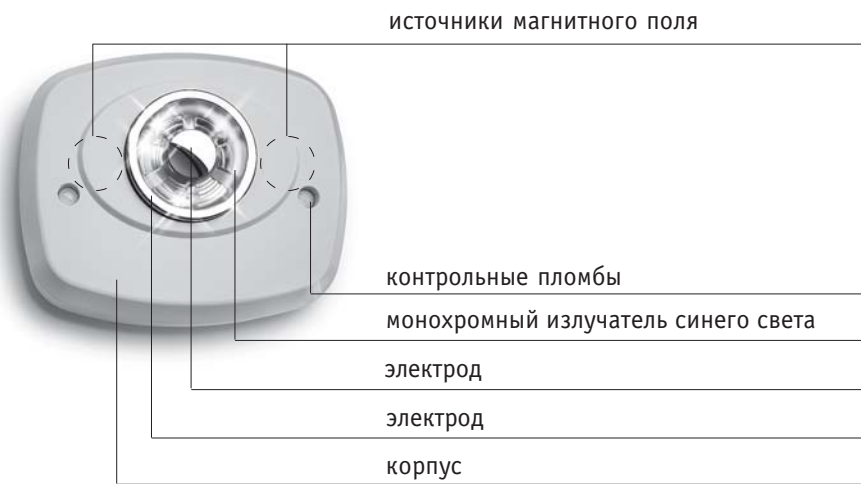 источники магнитного поля
контрольные пломбы
монохромный излучатель синего света
электрод
электрод
корпус